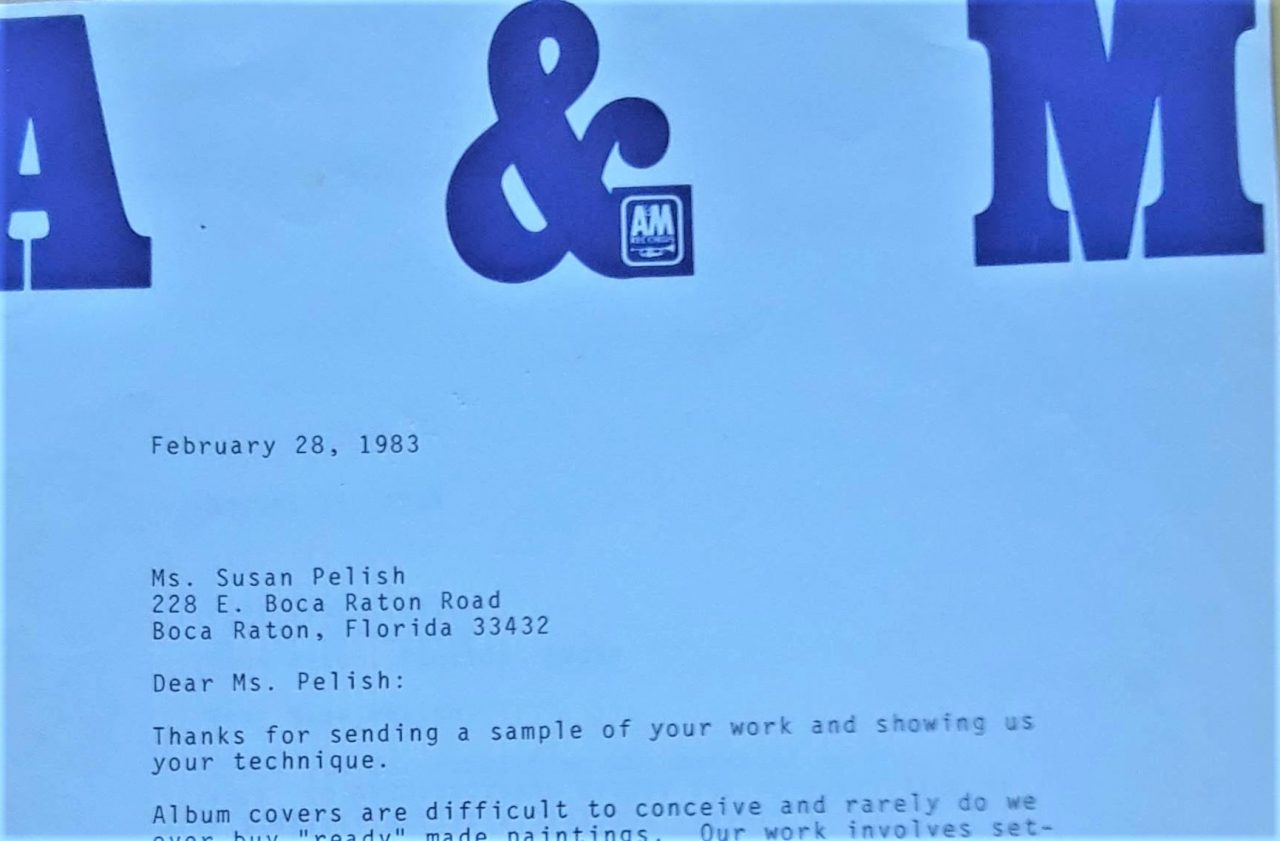 A & M
A&M
RECORDS
February 28, 1983
Ms. Susan Pelish
228 E. Boca Raton Road
Boca Raton, Florida 33432
Dear Ms. Pelish:
Thanks for sending a sample of your work and showing us
your technique.
Album covers are difficult to conceive and rarely do we
ever buy "ready" made paintings.  Our work involves set-